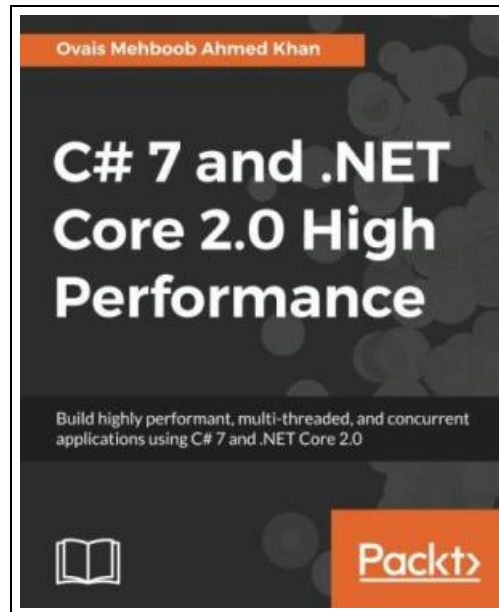 Ovais Mehboob Ahmed Khan
C# 7 and .NET
Core 2.0 High
Performance
Build highly performant, multi-threaded, and concurrent
applications using C# 7 and .NET Core 2.0
Packt>